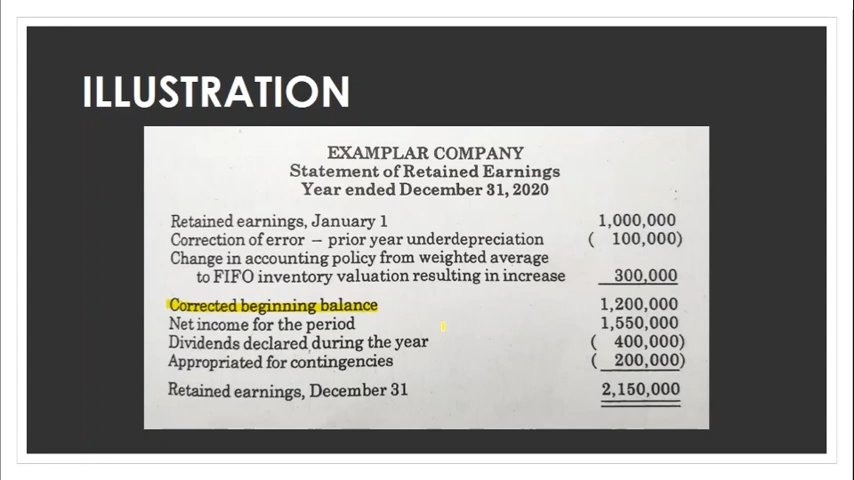 ILLUSTRATION
EXAMPLAR COMPANY
Statement of Retained Earnings
Year ended December 31, 2020
Retained earnings, January 1 1,000,000
Correction of error – prior year underdepreciation ( 100,000)
Change in accounting policy from weighted average
to FIFO inventory valuation resulting in increase 300,000
Corrected beginning balance 1,200,000
Net income for the period 1,550,000
Dividends declared during the year ( 400,000)
Appropriated for contingencies ( 200,000)
Retained earnings, December 31 2,150,000